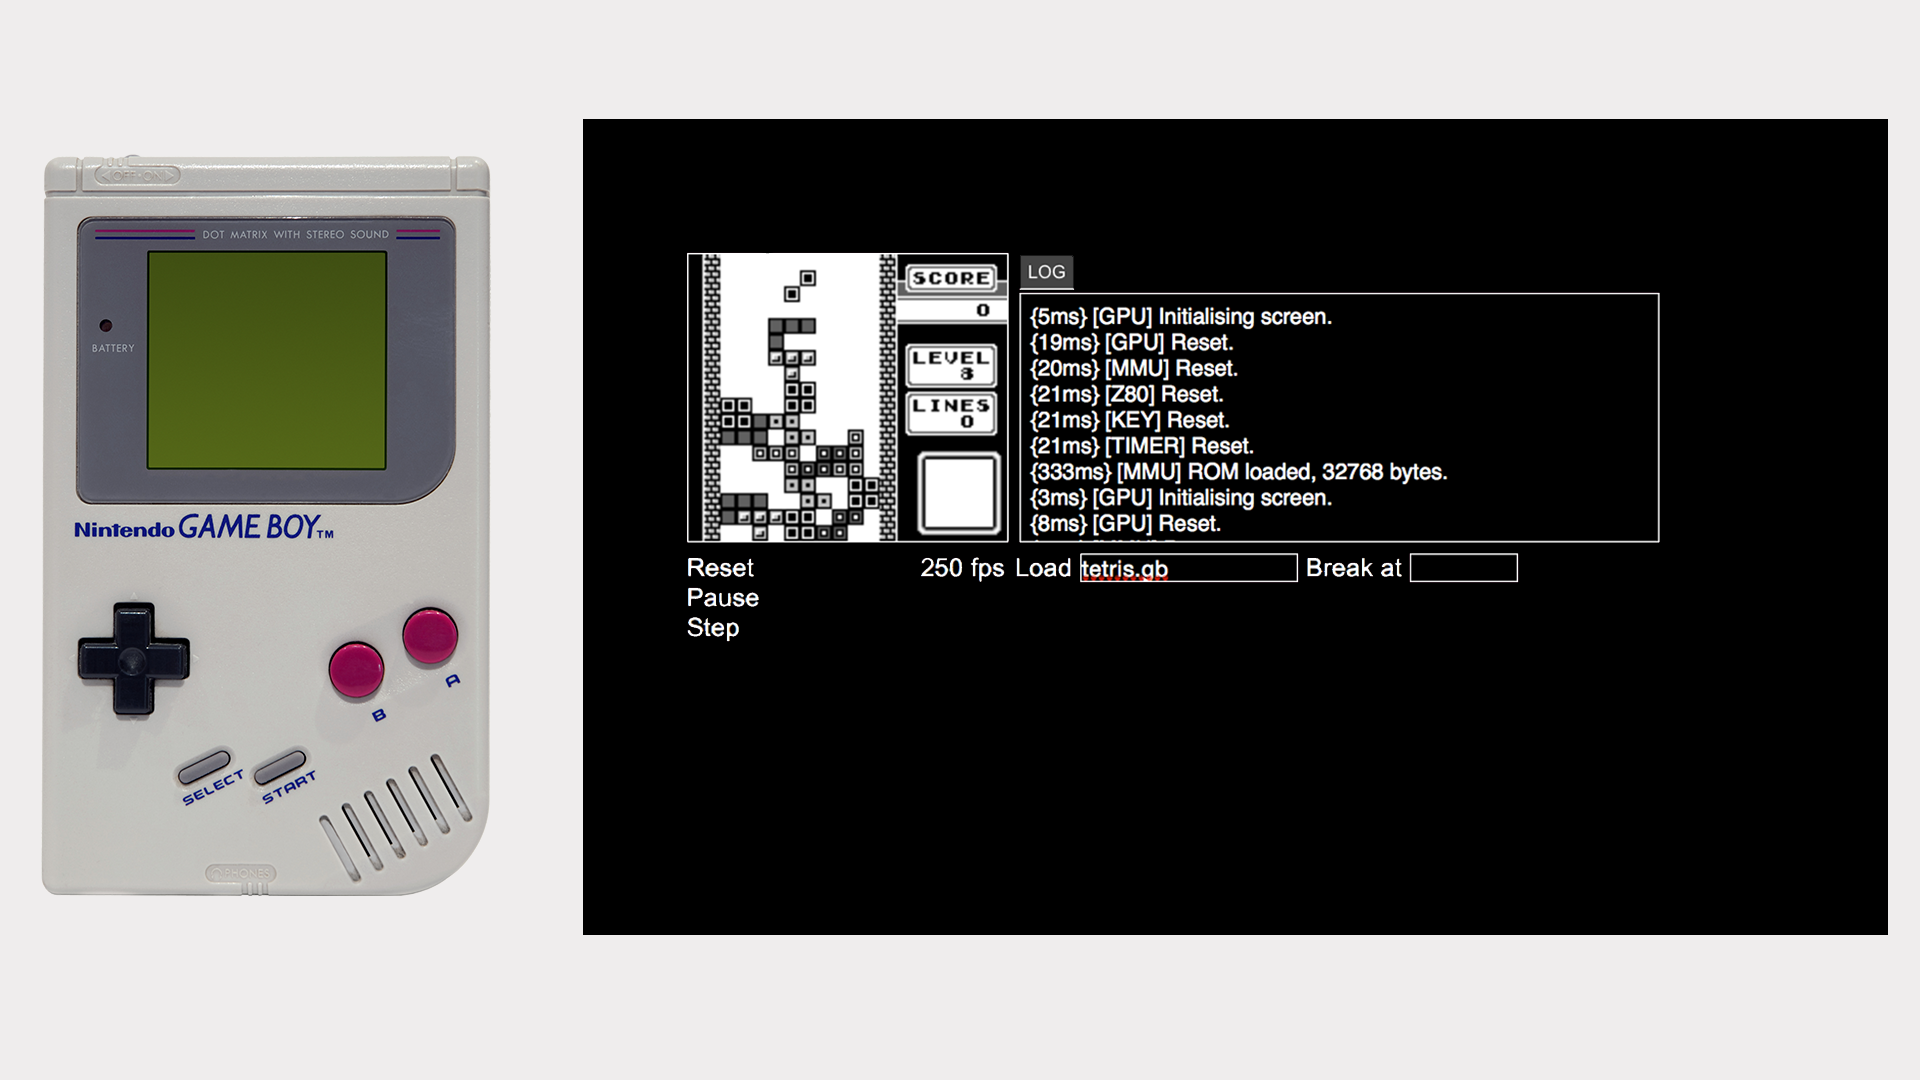 OFF·ON
DOT MATRIX WITH STEREO SOUND
BATTERY
Nintendo GAME BOY TM
A
B
SELECT
START
PHONES
SCORE
0
LEVEL
3
LINES
0
LOG
{5ms} [GPU] Initialising screen.
{19ms} [GPU] Reset.
{20ms} [MMU] Reset.
{21ms} [Z80] Reset.
{21ms} [KEY] Reset.
{21ms} [TIMER] Reset.
{333ms} [MMU] ROM loaded, 32768 bytes.
{3ms} [GPU] Initialising screen.
{8ms} [GPU] Reset.
Reset 250 fps Load tetris.gb Break at
Pause
Step